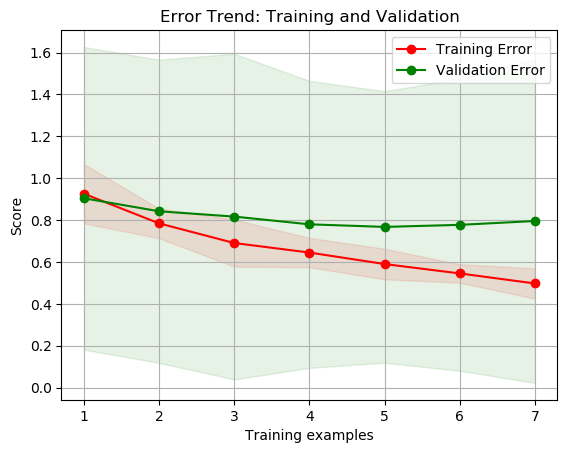 Error Trend: Training and Validation
Training Error
Validation Error
Score
1.6
1.4
1.2
1.0
0.8
0.6
0.4
0.2
0.0
1 2 3 4 5 6 7
Training examples